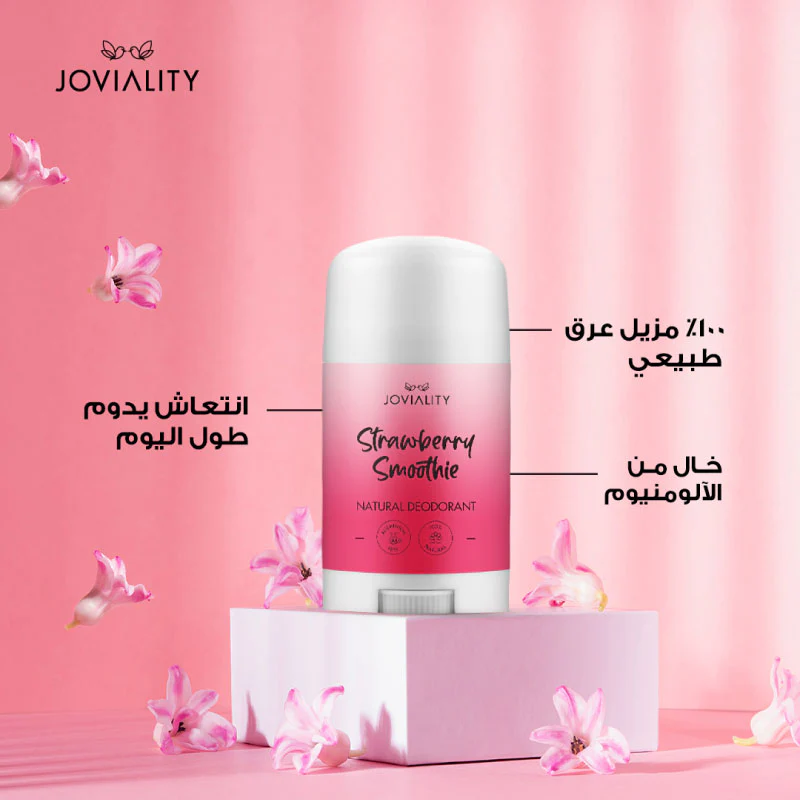 JOVIALITY
١٠٠٪ مزيل عرق
طبيعي
انتعاش يدوم
طول اليوم
خال من
الآلومنيوم
JOVIALITY
Strawberry
Smoothie
NATURAL DEODORANT